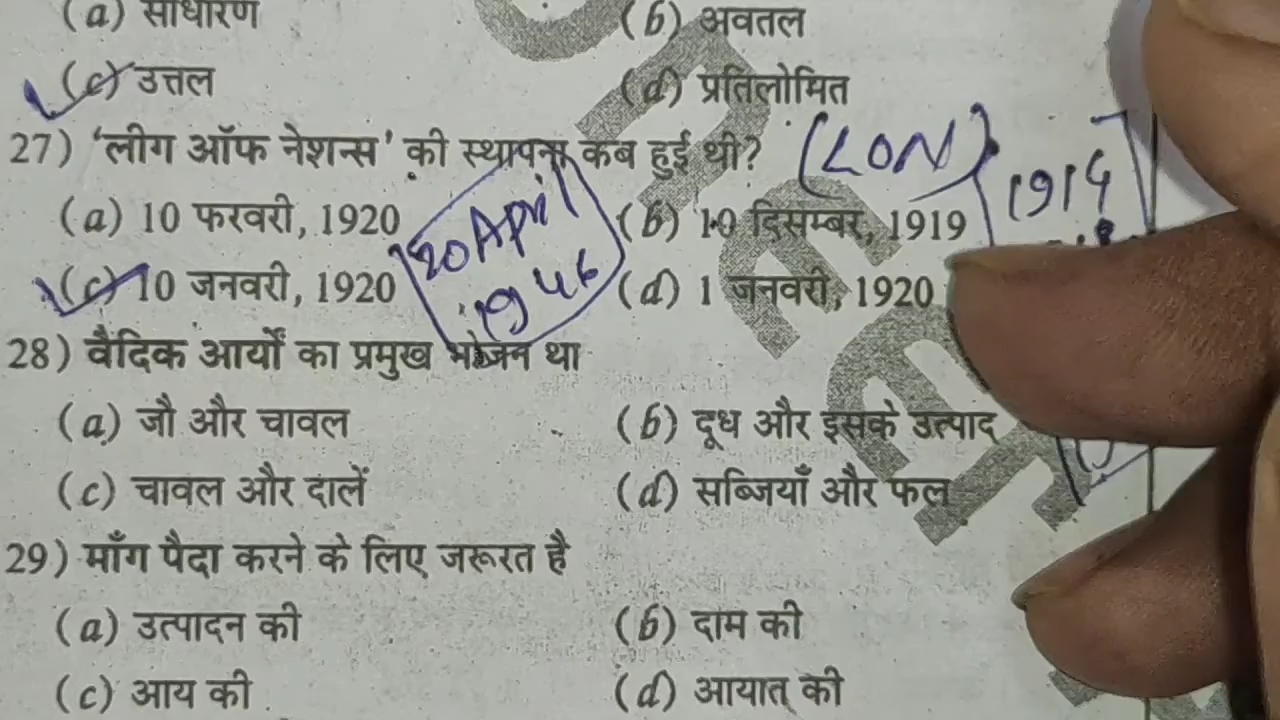 (a) साधारण (b) अवतल
(c) उत्तल (d) प्रतिलोमित
27) 'लीग ऑफ नेशन्स' की स्थापना कब हुई थी? (LON)
1914
(a) 10 फरवरी, 1920 (b) 10 दिसम्बर, 1919
20 April
1946
(c) 10 जनवरी, 1920 (d) 1 जनवरी, 1920
28) वैदिक आर्यों का प्रमुख भोजन था
(a) जौ और चावल (b) दूध और इसके उत्पाद
(c) चावल और दालें (d) सब्जियाँ और फल
29) माँग पैदा करने के लिए जरूरत है
(a) उत्पादन की (b) दाम की
(c) आय की (d) आयात की